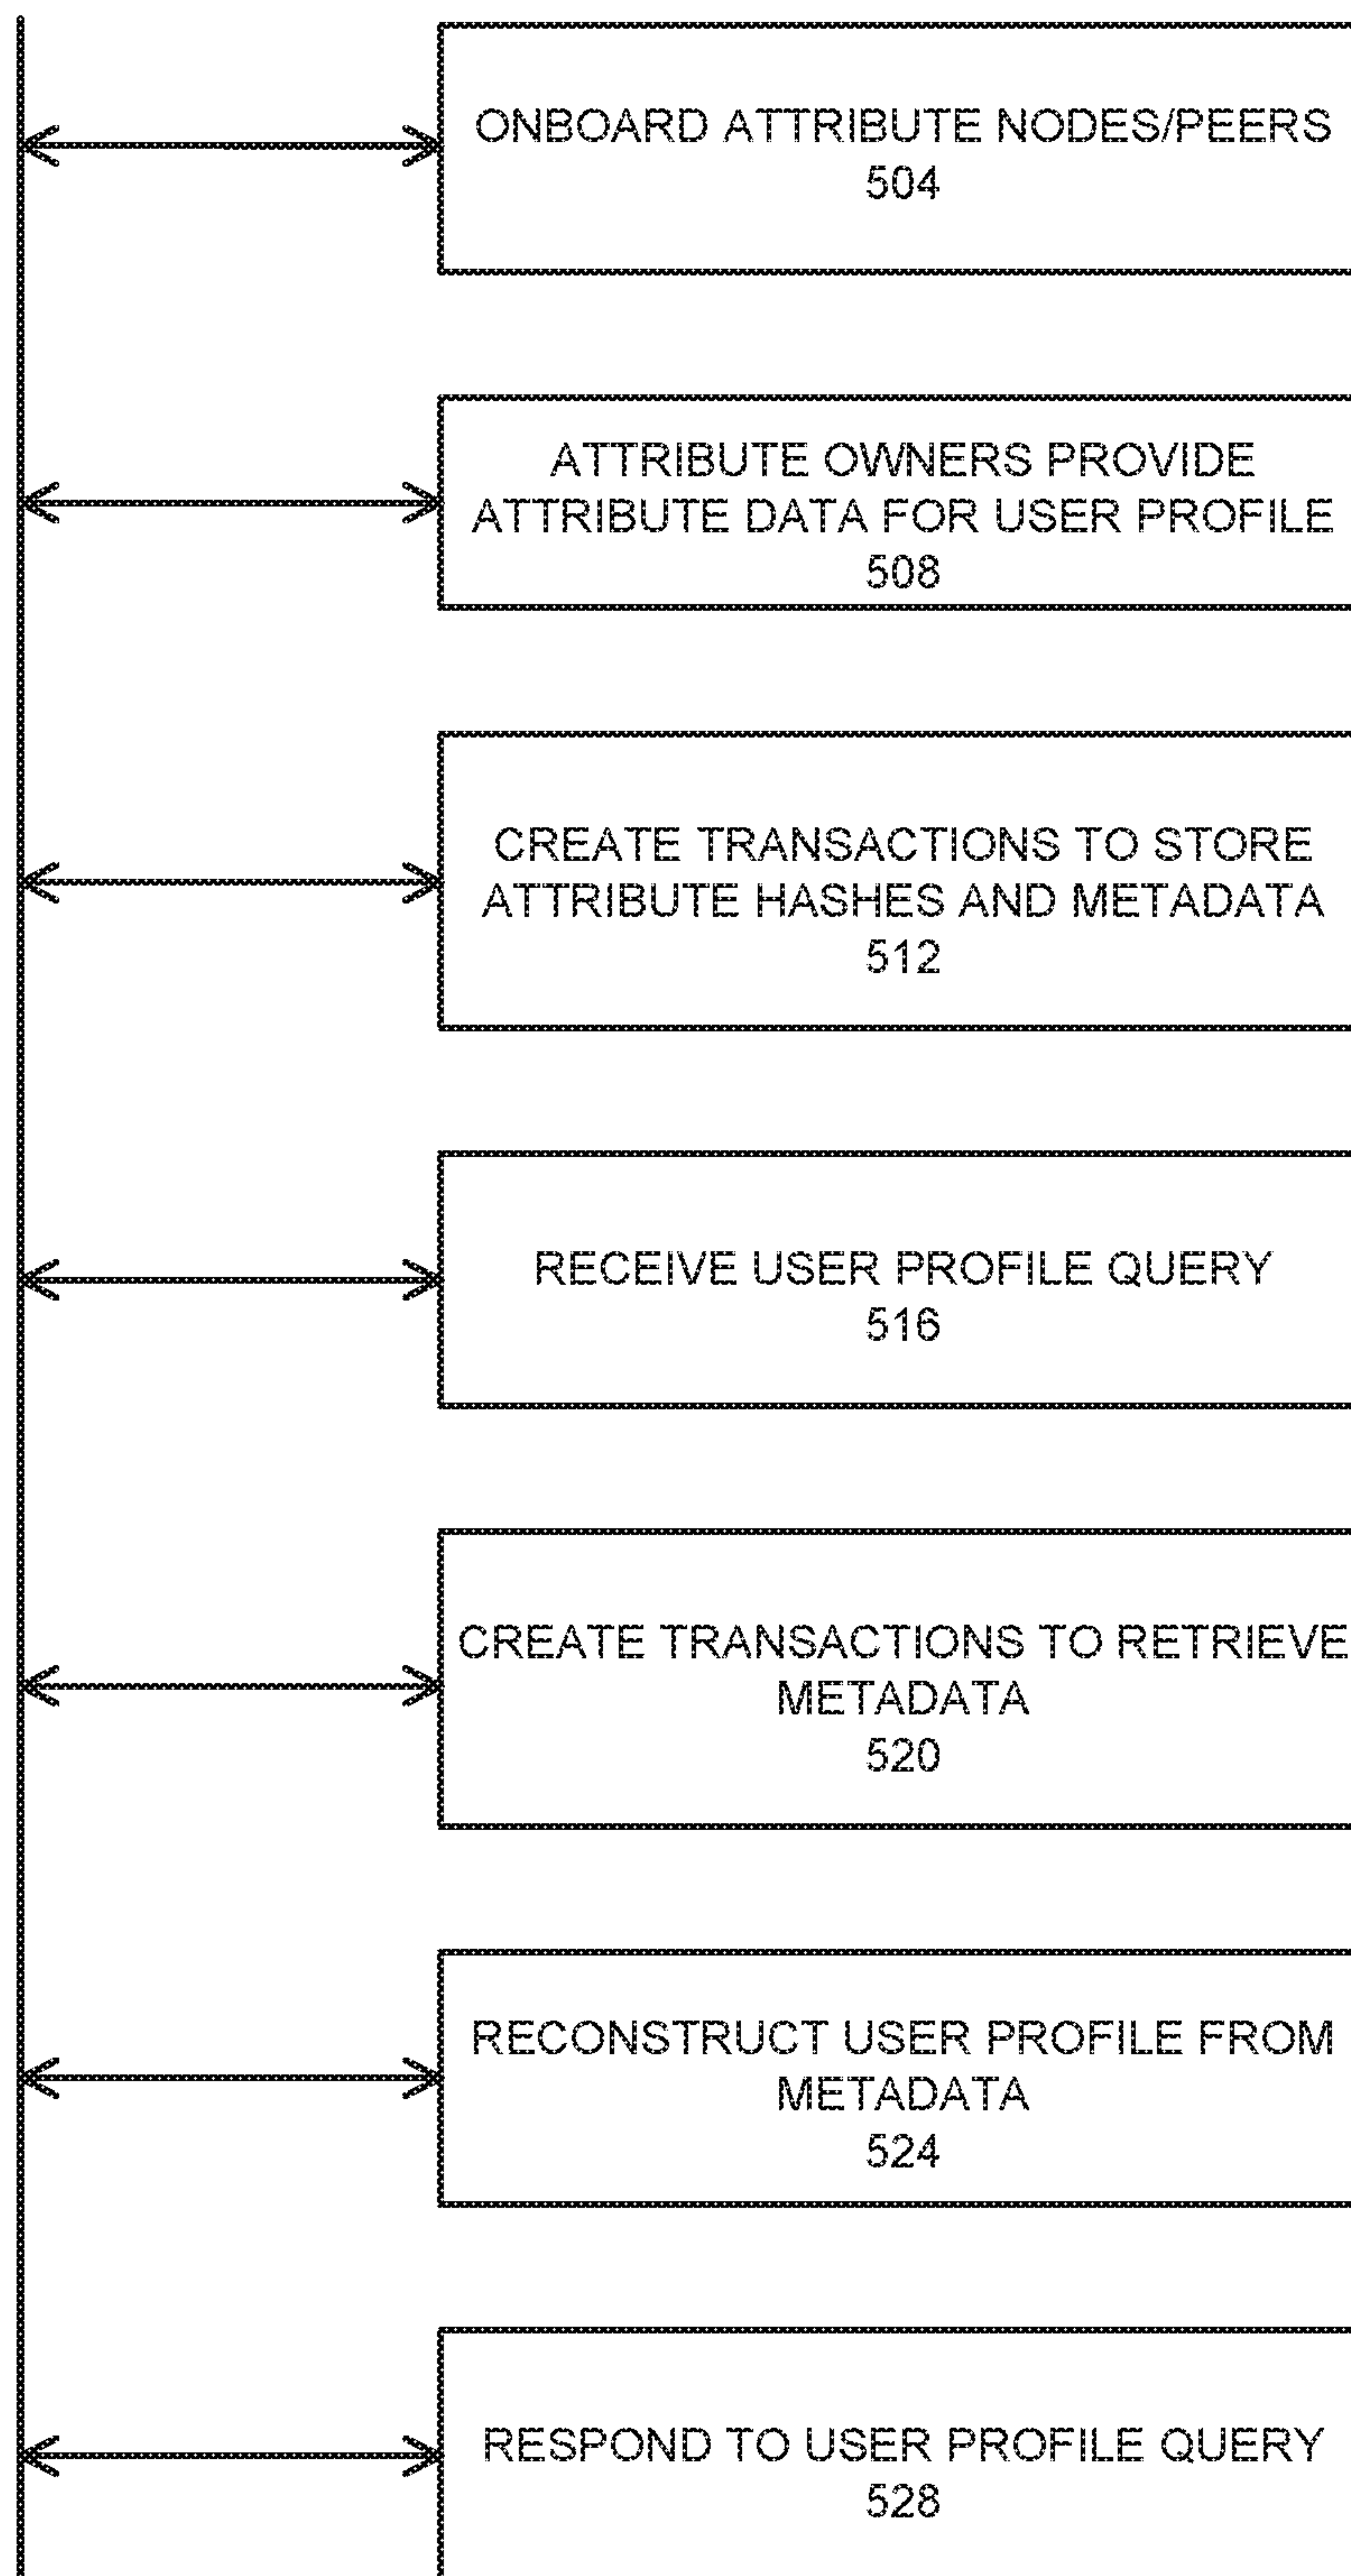 ONBOARD ATTRIBUTE NODES/PEERS
504
ATTRIBUTE OWNERS PROVIDE
ATTRIBUTE DATA FOR USER PROFILE
508
CREATE TRANSACTIONS TO STORE
ATTRIBUTE HASHES AND METADATA
512
RECEIVE USER PROFILE QUERY
516
CREATE TRANSACTIONS TO RETRIEVE
METADATA
520
RECONSTRUCT USER PROFILE FROM
METADATA
524
RESPOND TO USER PROFILE QUERY
528